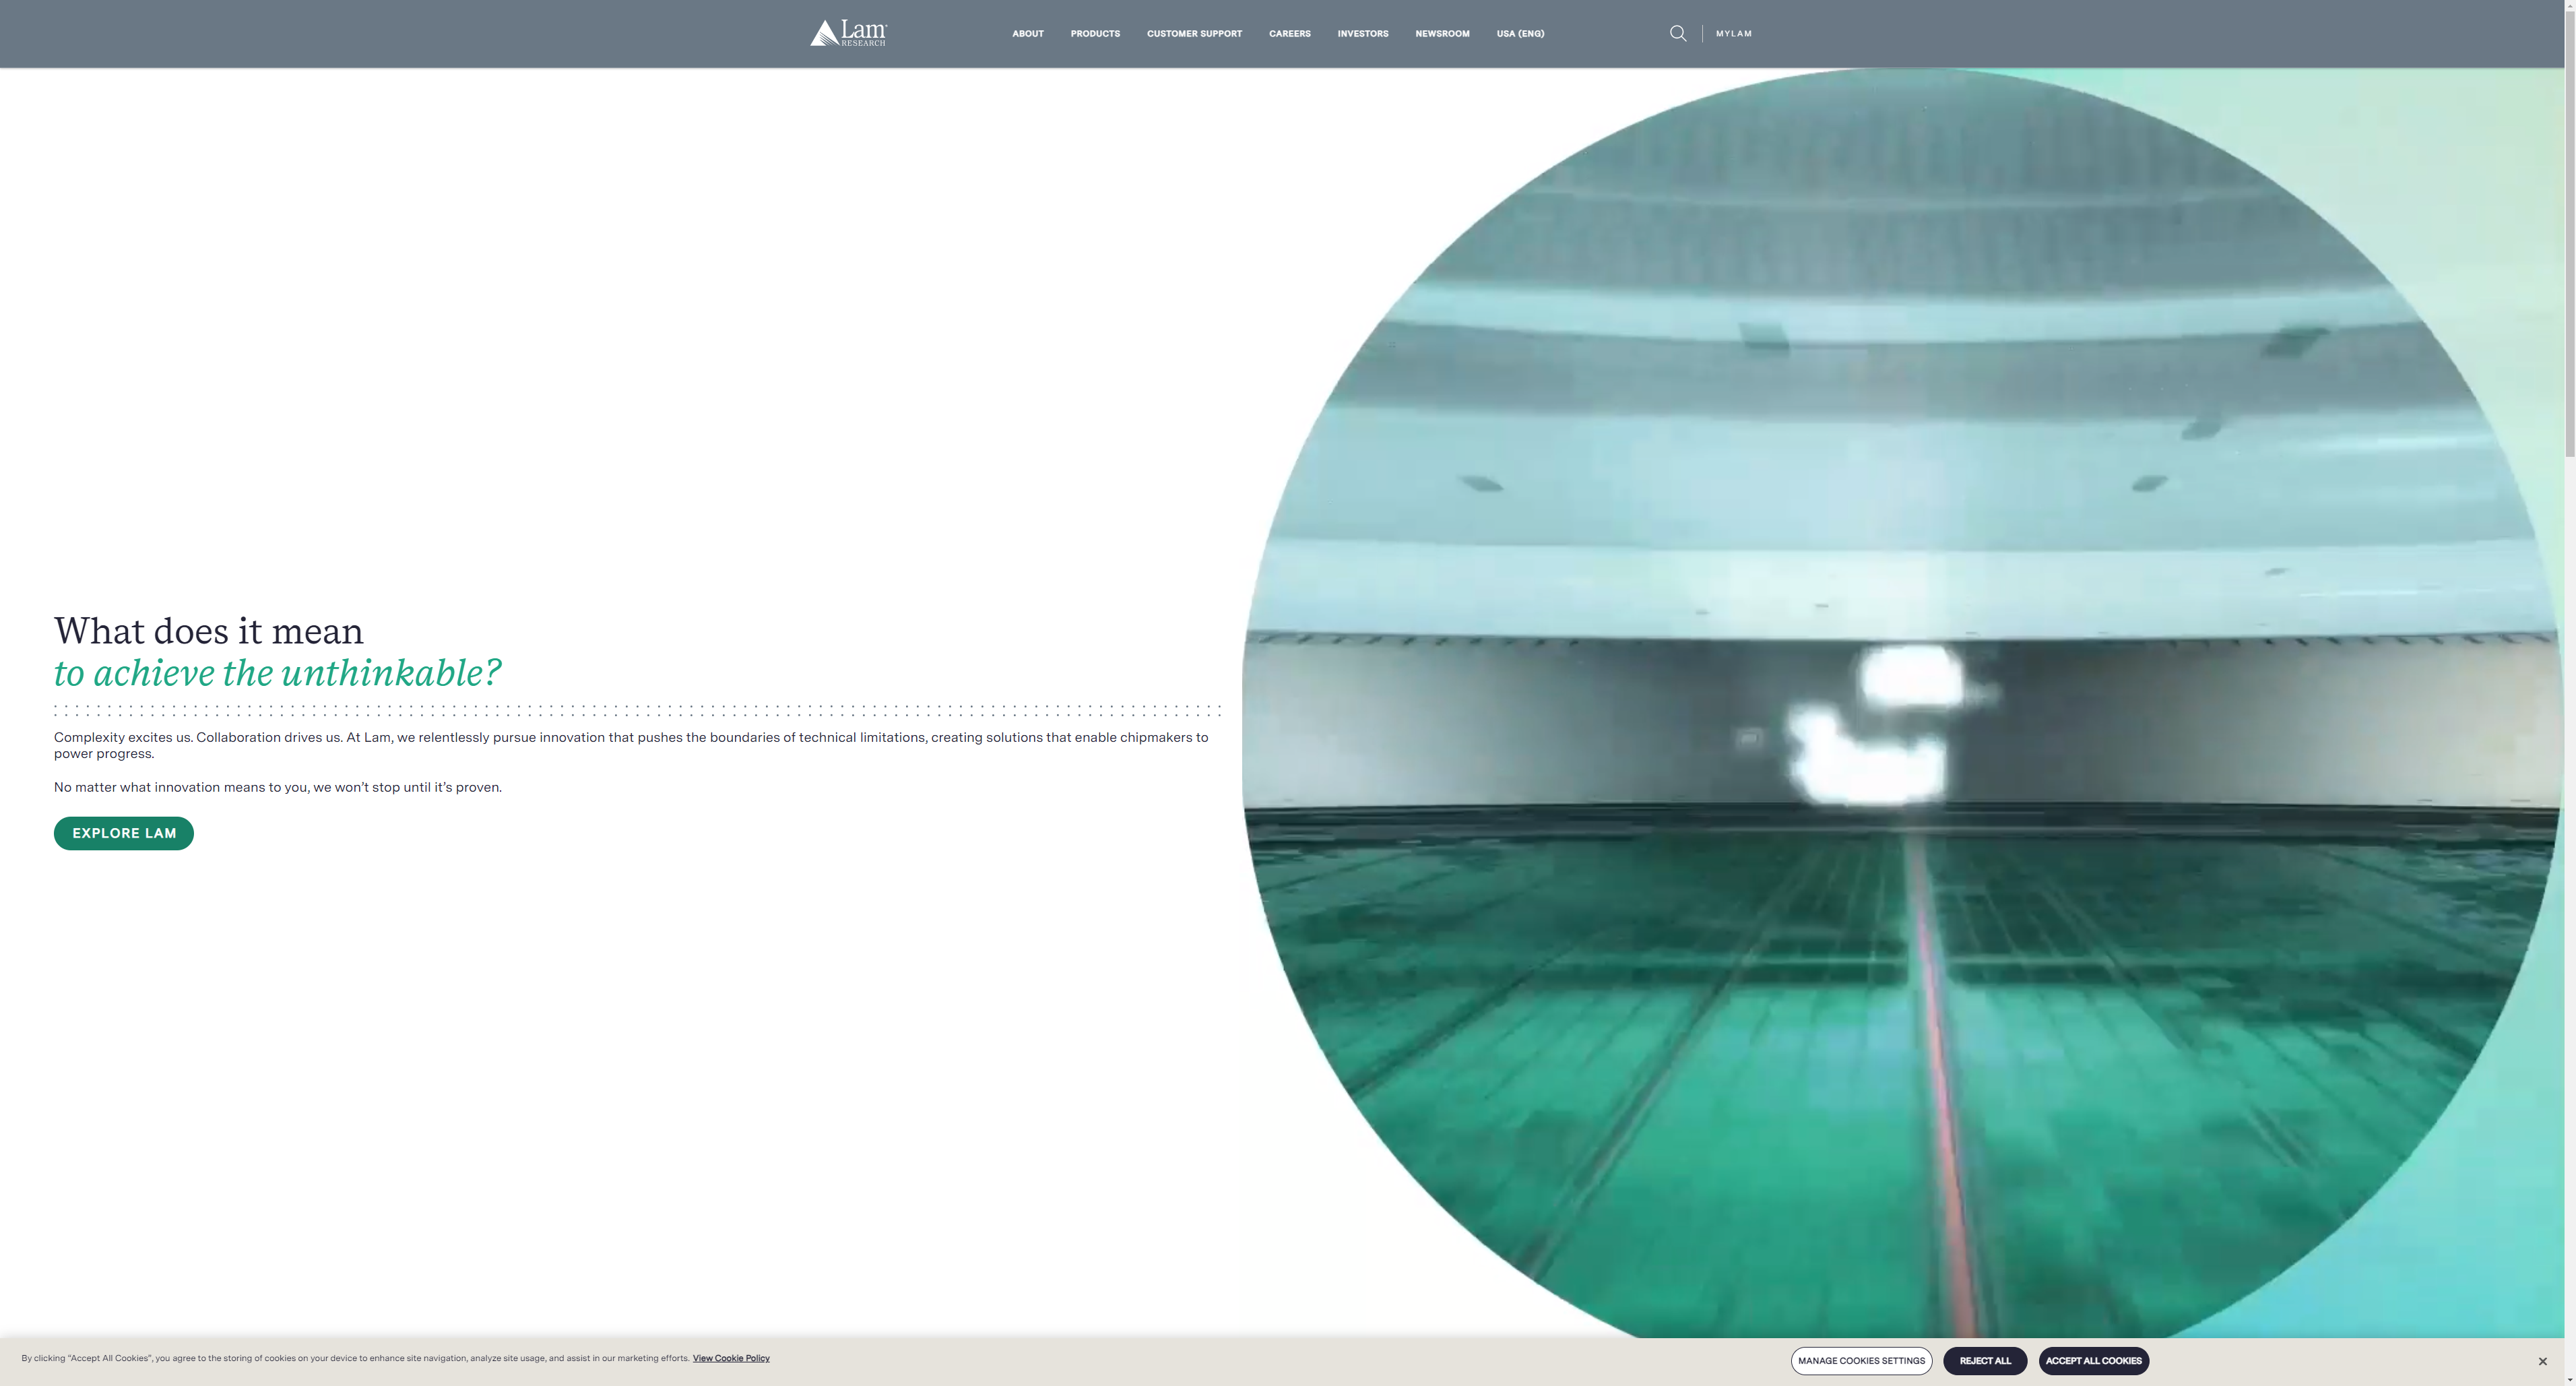 Lam
RESEARCH
ABOUT PRODUCTS CUSTOMER SUPPORT CAREERS INVESTORS NEWSROOM USA (ENG) MYLAM
What does it mean
to achieve the unthinkable?
Complexity excites us. Collaboration drives us. At Lam, we relentlessly pursue innovation that pushes the boundaries of technical limitations, creating solutions that enable chipmakers to
power progress.
No matter what innovation means to you, we won’t stop until it’s proven.
EXPLORE LAM
By clicking “Accept All Cookies”, you agree to the storing of cookies on your device to enhance site navigation, analyze site usage, and assist in our marketing efforts. View Cookie Policy
MANAGE COOKIES SETTINGS REJECT ALL ACCEPT ALL COOKIES